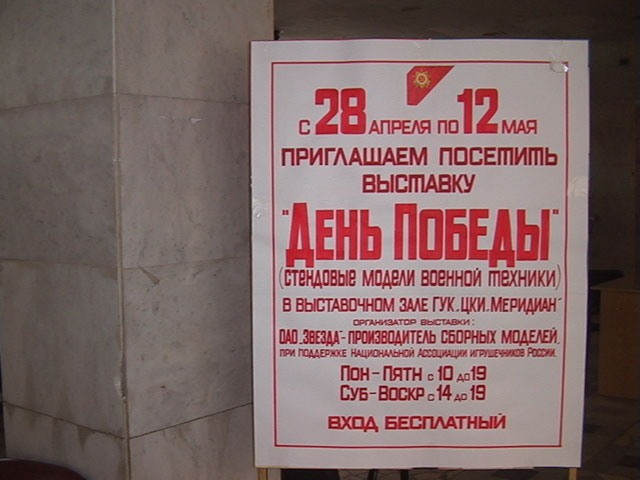 с 28 апреля по 12 мая
приглашаем посетить
выставку
"День Победы"
(стендовые модели военной техники)
в выставочном зале ГУК „ЦКИ „Меридиан"
организатор выставки:
ОАО „Звезда"- производитель сборных моделей,
при поддержке Национальной Ассоциации игрушечников России.
Пон-Пятн с 10 до 19
Суб-Воскр с 14 до 19
вход бесплатный